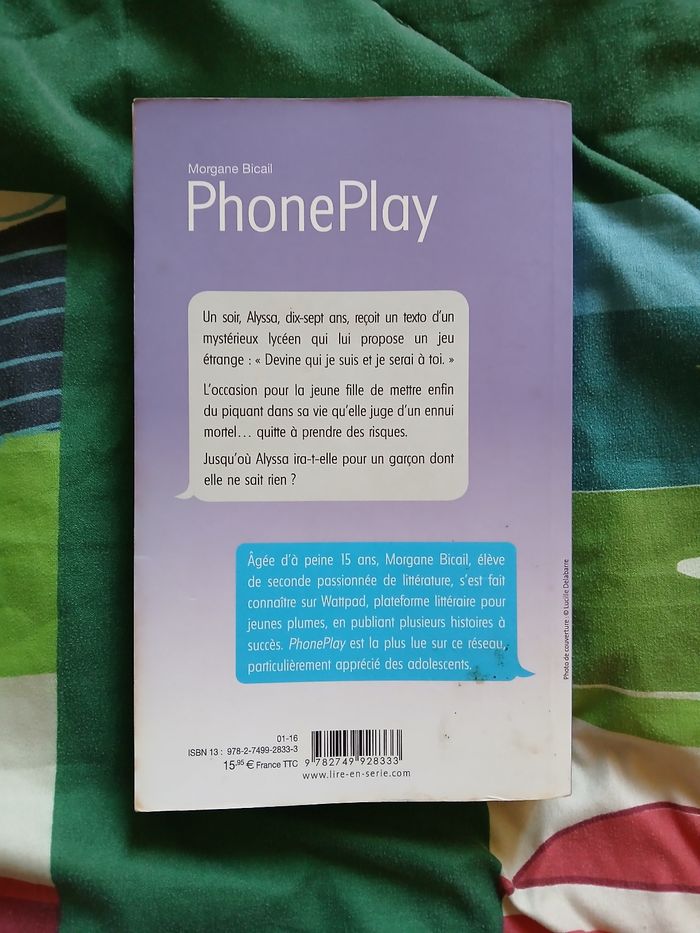 Morgane Bicail
PhonePlay
Un soir, Alyssa, dix-sept ans, reçoit un texto d'un
mystérieux lycéen qui lui propose un jeu
étrange : « Devine qui je suis et je serai à toi. »
L'occasion pour la jeune fille de mettre enfin
du piquant dans sa vie qu'elle juge d'un ennui
mortel… quitte à prendre des risques.
Jusqu'où Alyssa ira-t-elle pour un garçon dont
elle ne sait rien ?
Âgée d'à peine 15 ans, Morgane Bicail, élève
de seconde passionnée de littérature, s'est fait
connaître sur Wattpad, plateforme littéraire pour
jeunes plumes, en publiant plusieurs histoires à
succès. PhonePlay est la plus lue sur ce réseau,
particulièrement apprécié des adolescents.
Photo de couverture : © Lucille Delabarre
01-16
ISBN 13 : 978-2-7499-2833-3
15,95 € France TTC
9 782749 928333
www.lire-en-serie.com